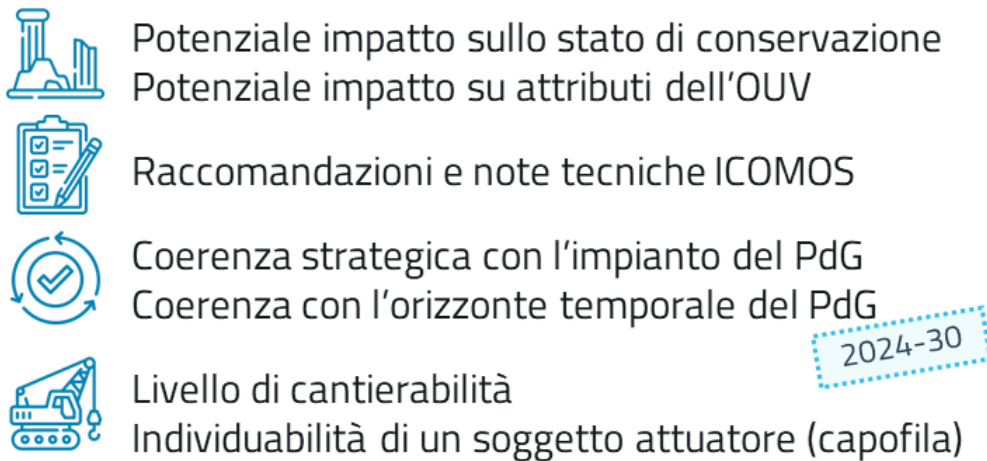 Potenziale impatto sullo stato di conservazione
Potenziale impatto su attributi dell’OUV
Raccomandazioni e note tecniche ICOMOS
Coerenza strategica con l’impianto del PdG
Coerenza con l’orizzonte temporale del PdG
2024-30
Livello di cantierabilità
Individuabilità di un soggetto attuatore (capofila)